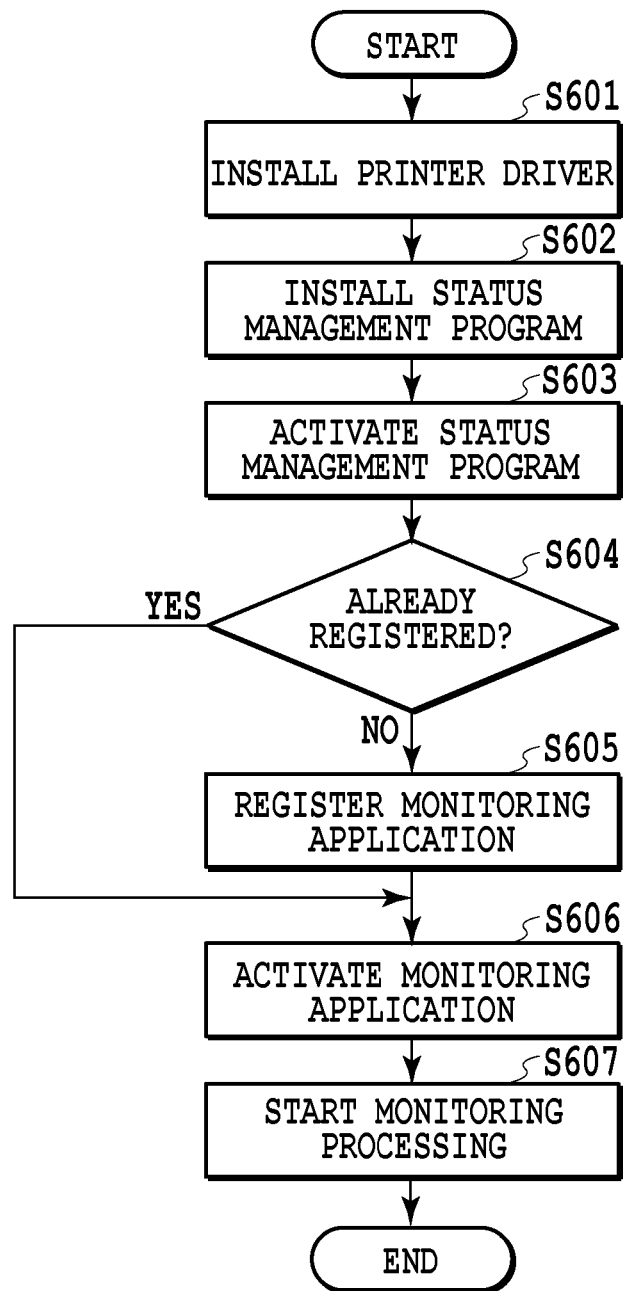 START
S601
INSTALL PRINTER DRIVER
S602
INSTALL STATUS
MANAGEMENT PROGRAM
S603
ACTIVATE STATUS
MANAGEMENT PROGRAM
S604
ALREADY
REGISTERED?
YES
NO
S605
REGISTER MONITORING
APPLICATION
S606
ACTIVATE MONITORING
APPLICATION
S607
START MONITORING
PROCESSING
END